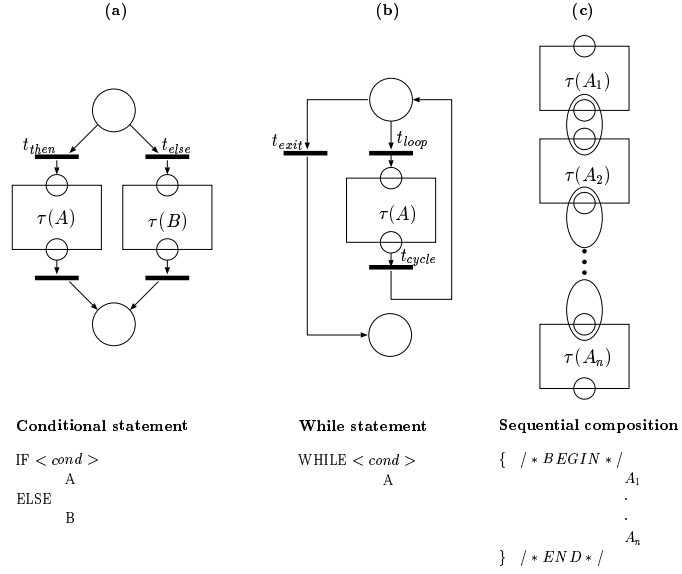 (a)
t_then
t_else
τ(A)
τ(B)
Conditional statement
IF < cond >
A
ELSE
B
(b)
t_exit
t_loop
τ(A)
t_cycle
While statement
WHILE < cond >
A
(c)
τ(A₁)
τ(A₂)
τ(Aₙ)
Sequential composition
{ / * BEGIN * /
A₁
.
.
Aₙ
} / * END * /